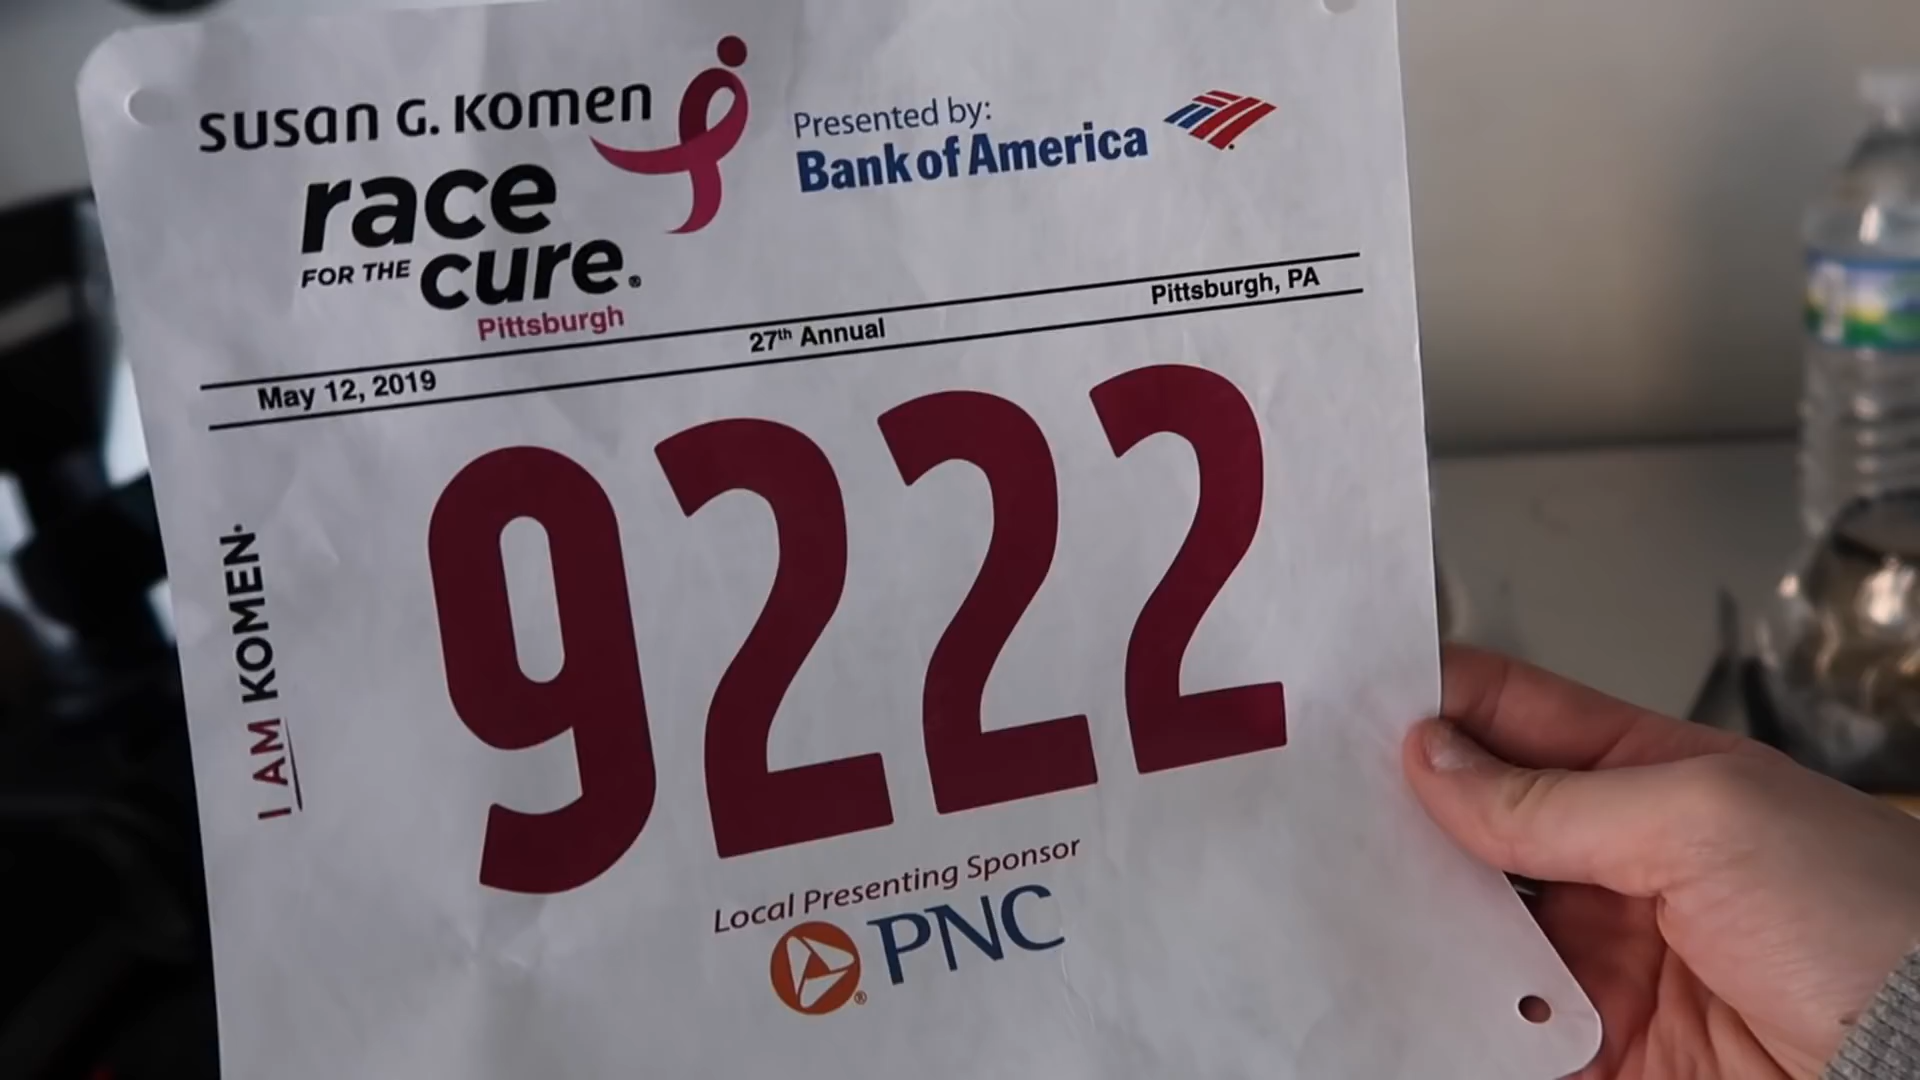 SUSAN G. KOMEN
race
FOR THE cure.®
Pittsburgh
Presented by:
Bank of America
May 12, 2019
27th Annual
Pittsburgh, PA
I AM KOMEN.
9222
Local Presenting Sponsor
PNC
®